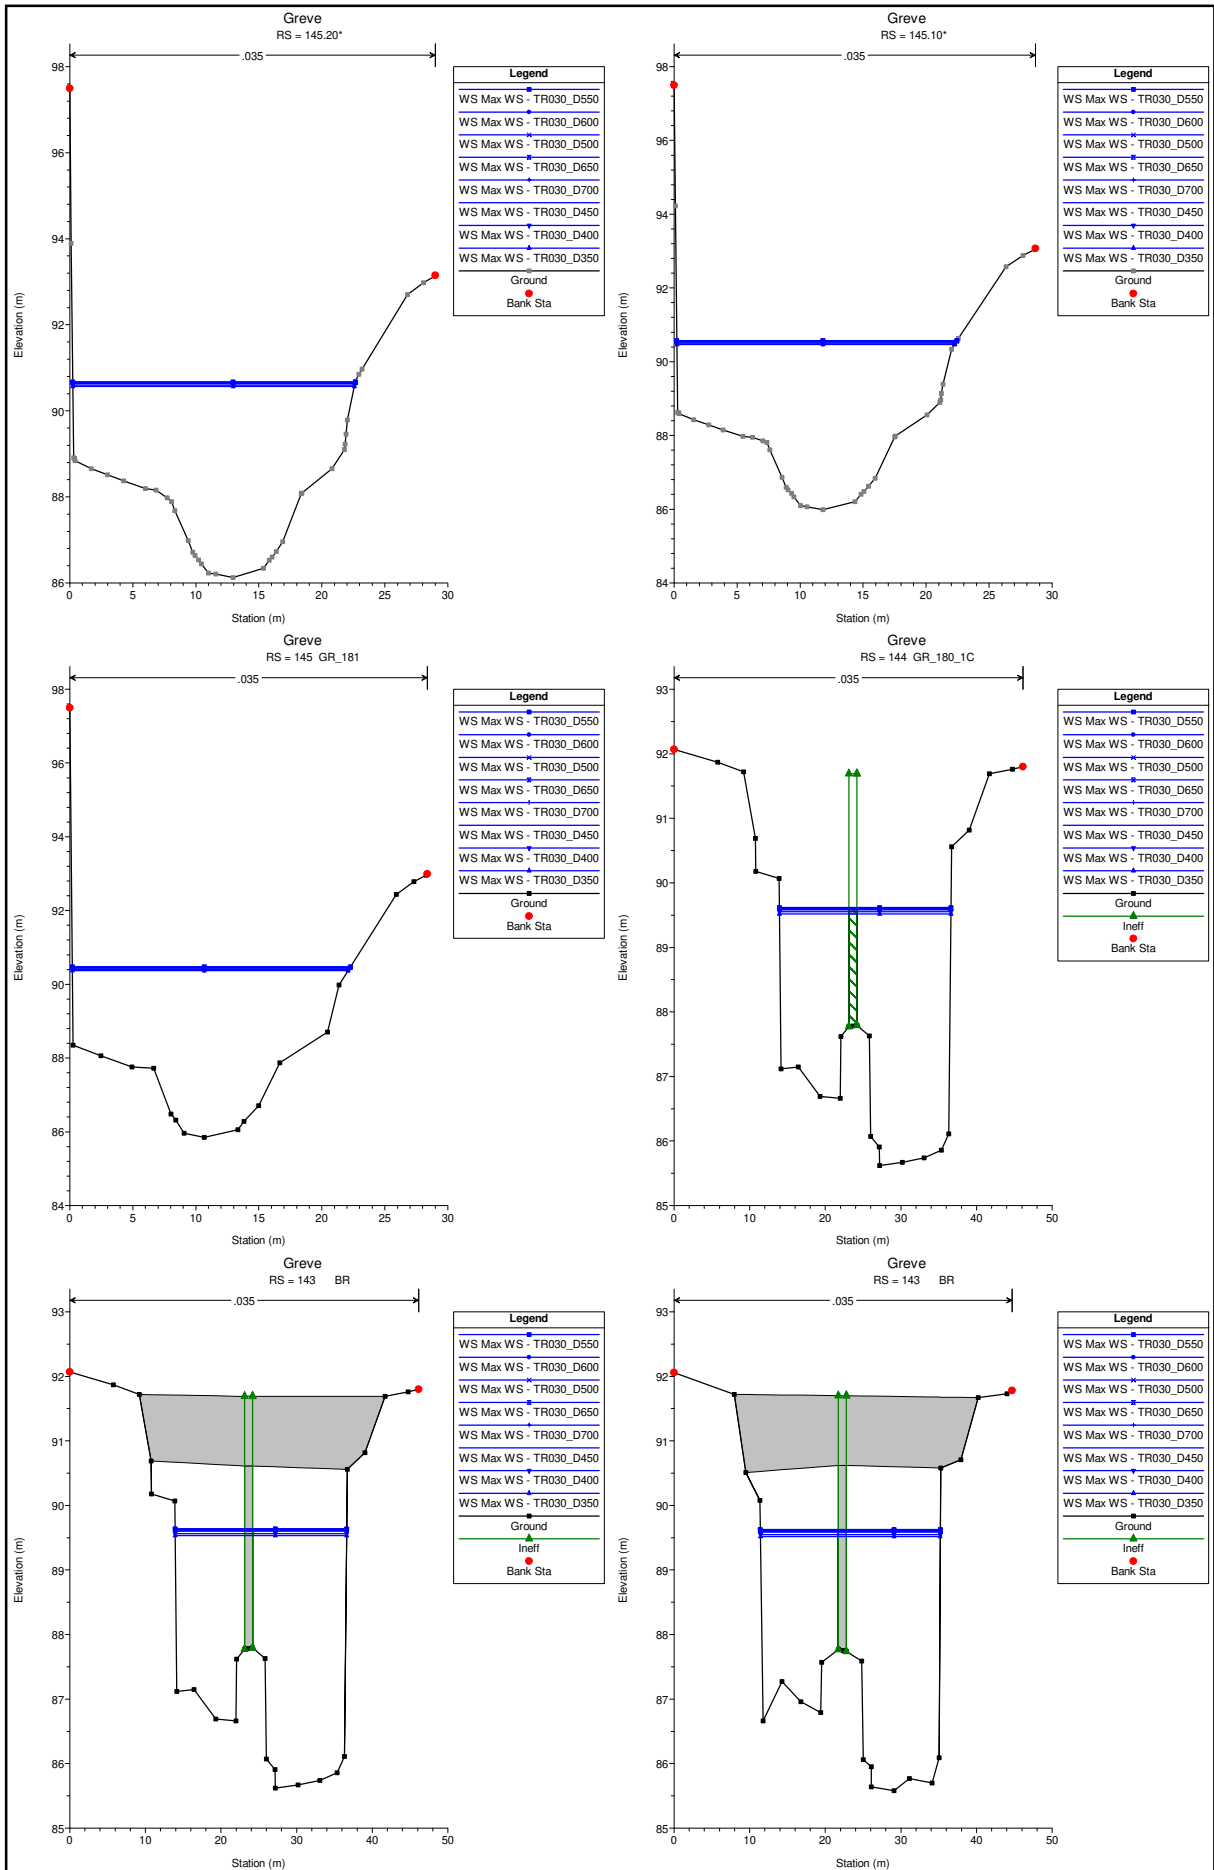 Greve
RS = 145.20*
.035
98
96
94
92
90
88
86
Elevation (m)
0 5 10 15 20 25 30
Station (m)
Legend
WS Max WS - TR030_D550
WS Max WS - TR030_D600
WS Max WS - TR030_D500
WS Max WS - TR030_D650
WS Max WS - TR030_D700
WS Max WS - TR030_D450
WS Max WS - TR030_D400
WS Max WS - TR030_D350
Ground
Bank Sta
Greve
RS = 145.10*
.035
98
96
94
92
90
88
86
84
Elevation (m)
0 5 10 15 20 25 30
Station (m)
Legend
WS Max WS - TR030_D550
WS Max WS - TR030_D600
WS Max WS - TR030_D500
WS Max WS - TR030_D650
WS Max WS - TR030_D700
WS Max WS - TR030_D450
WS Max WS - TR030_D400
WS Max WS - TR030_D350
Ground
Bank Sta
Greve
RS = 145 GR_181
.035
98
96
94
92
90
88
86
84
Elevation (m)
0 5 10 15 20 25 30
Station (m)
Legend
WS Max WS - TR030_D550
WS Max WS - TR030_D600
WS Max WS - TR030_D500
WS Max WS - TR030_D650
WS Max WS - TR030_D700
WS Max WS - TR030_D450
WS Max WS - TR030_D400
WS Max WS - TR030_D350
Ground
Bank Sta
Greve
RS = 144 GR_180_1C
.035
93
92
91
90
89
88
87
86
85
Elevation (m)
0 10 20 30 40 50
Station (m)
Legend
WS Max WS - TR030_D550
WS Max WS - TR030_D600
WS Max WS - TR030_D500
WS Max WS - TR030_D650
WS Max WS - TR030_D700
WS Max WS - TR030_D450
WS Max WS - TR030_D400
WS Max WS - TR030_D350
Ground
Ineff
Bank Sta
Greve
RS = 143 BR
.035
93
92
91
90
89
88
87
86
85
Elevation (m)
0 10 20 30 40 50
Station (m)
Legend
WS Max WS - TR030_D550
WS Max WS - TR030_D600
WS Max WS - TR030_D500
WS Max WS - TR030_D650
WS Max WS - TR030_D700
WS Max WS - TR030_D450
WS Max WS - TR030_D400
WS Max WS - TR030_D350
Ground
Ineff
Bank Sta
Greve
RS = 143 BR
.035
93
92
91
90
89
88
87
86
85
Elevation (m)
0 10 20 30 40 50
Station (m)
Legend
WS Max WS - TR030_D550
WS Max WS - TR030_D600
WS Max WS - TR030_D500
WS Max WS - TR030_D650
WS Max WS - TR030_D700
WS Max WS - TR030_D450
WS Max WS - TR030_D400
WS Max WS - TR030_D350
Ground
Ineff
Bank Sta